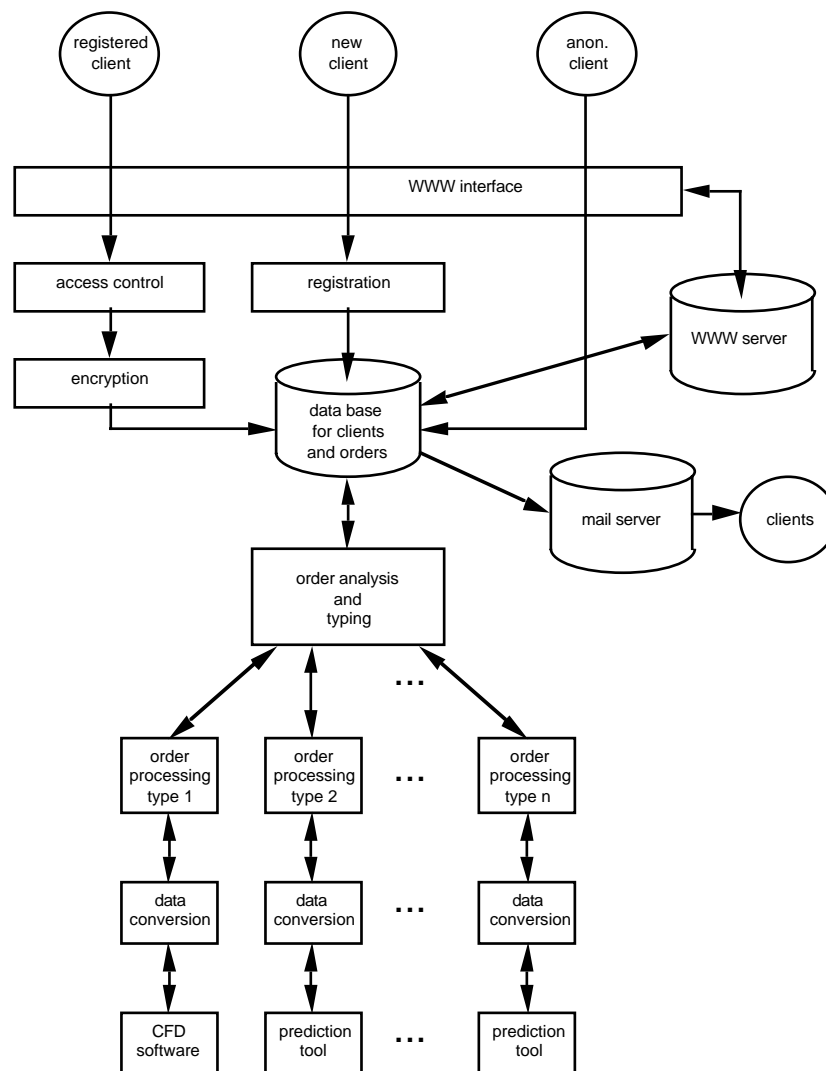 registered
client
new
client
anon.
client
WWW interface
access control
registration
WWW server
encryption
data base
for clients
and orders
mail server
clients
order analysis
and
typing
...
order
processing
type 1
order
processing
type 2
...
order
processing
type n
data
conversion
data
conversion
...
data
conversion
CFD
software
prediction
tool
...
prediction
tool